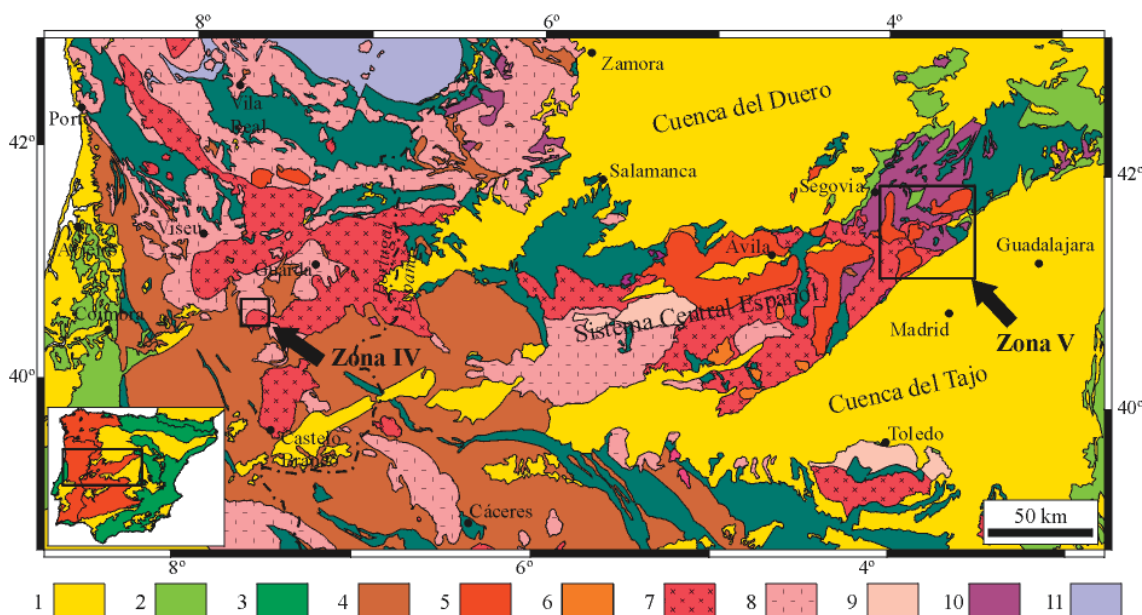 8° 6° 4°
Zamora
Cuenca del Duero
Vila
Real
Porto
42°
42°
Salamanca
Segovia
Viseu
Portugal
Guadalajara
Ávila
Guarda
Sistema Central Español
Coimbra
Madrid
Zona IV
Zona V
40°
40°
Cuenca del Tajo
Castelo
Branco
Toledo
Cáceres
50 km
8° 6° 4°
1 2 3 4 5 6 7 8 9 10 11